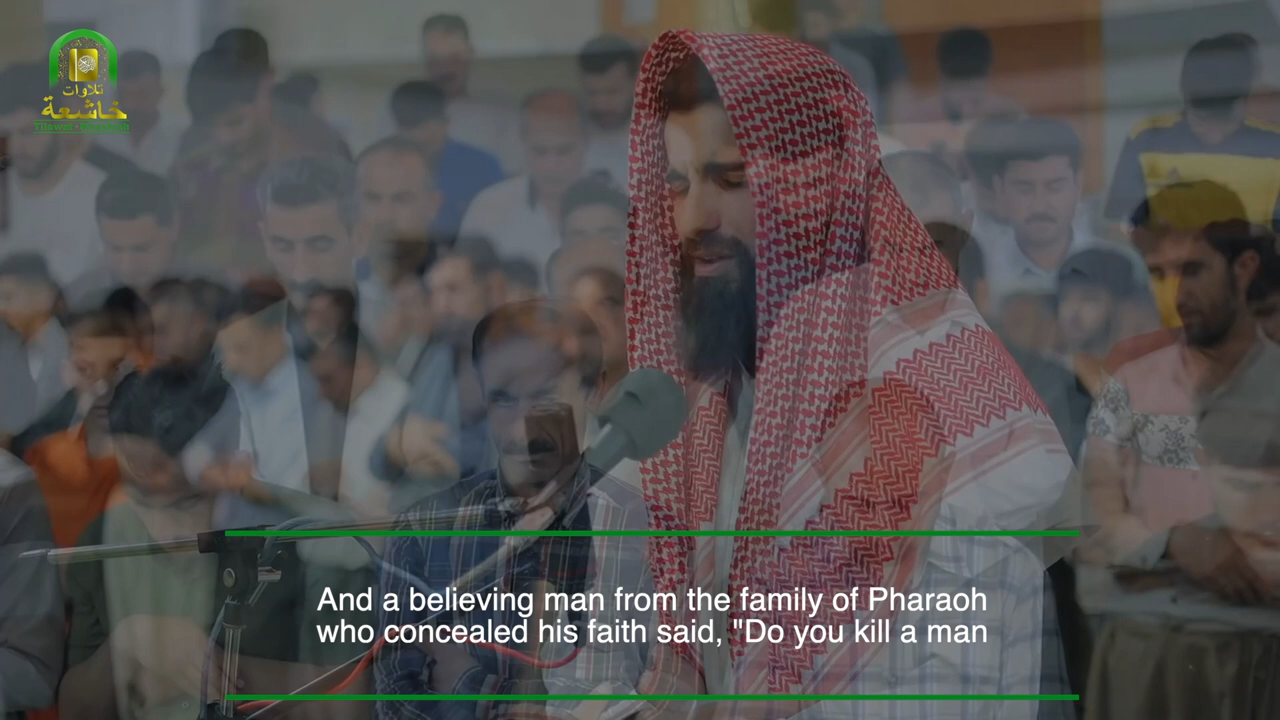 تلاوات
خاشعة
And a believing man from the family of Pharaoh
who concealed his faith said, "Do you kill a man